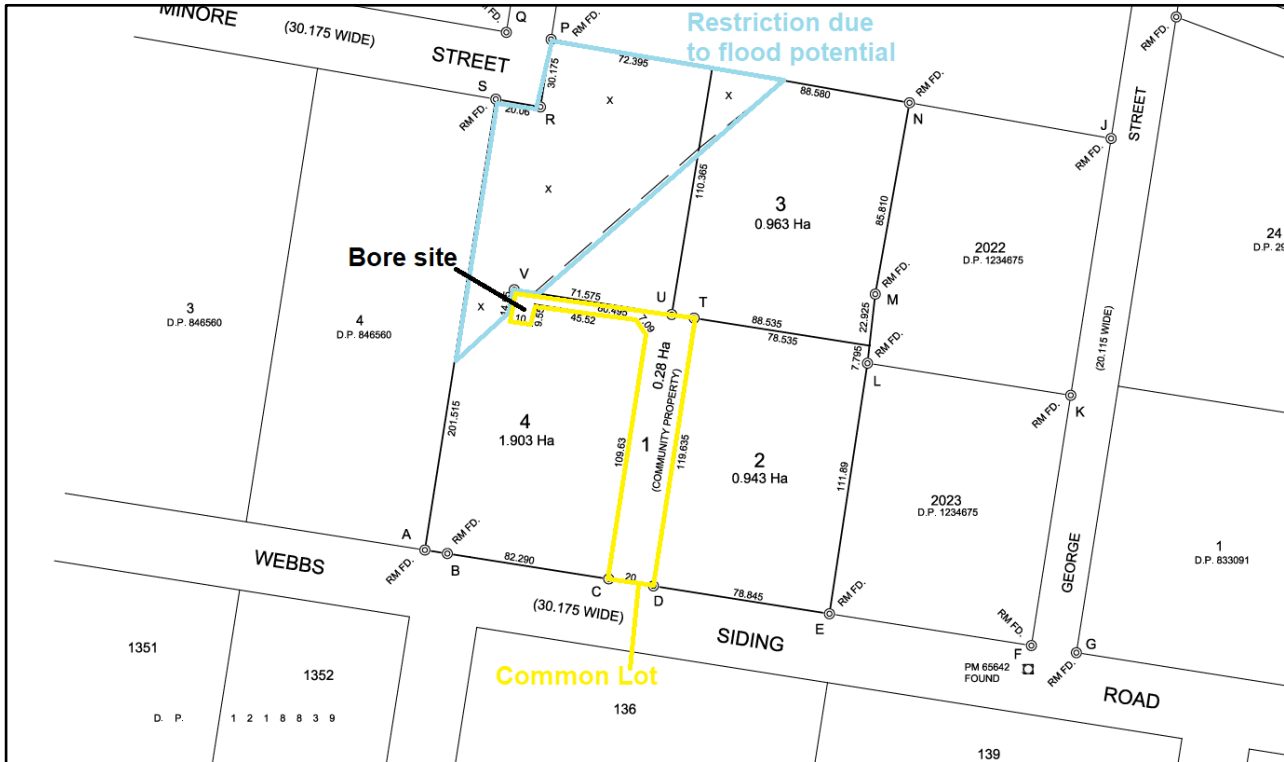 MINORE
(30.175 WIDE)
STREET
RM FD.
Q
P
RM FD.
Restriction due
to flood potential
72.395
30.175
S
20.06
R
RM FD.
x
x
x
x
88.580
RM FD.
N
J
RM FD.
STREET
RM FD.
110.365
3
0.963 Ha
85.810
2022
D.P. 1234675
24
D.P. 29
(20.115 WIDE)
Bore site
V
71.575
60.495
U
T
10
9.55
45.52
7.09
88.535
78.535
RM FD.
M
22.925
7.795
RM FD.
L
K
RM FD.
3
D.P. 846560
4
D.P. 846560
201.515
4
1.903 Ha
109.63
1
0.28 Ha
(COMMUNITY PROPERTY)
119.635
2
0.943 Ha
111.89
2023
D.P. 1234675
GEORGE
1
D.P. 833091
A
RM FD.
B
RM FD.
WEBBS
82.290
C
20
D
78.845
E
RM FD.
(30.175 WIDE)
SIDING
RM FD.
F
G
RM FD.
PM 65642
FOUND
ROAD
Common Lot
1351
1352
D. P. 1 2 1 8 8 3 9
136
139